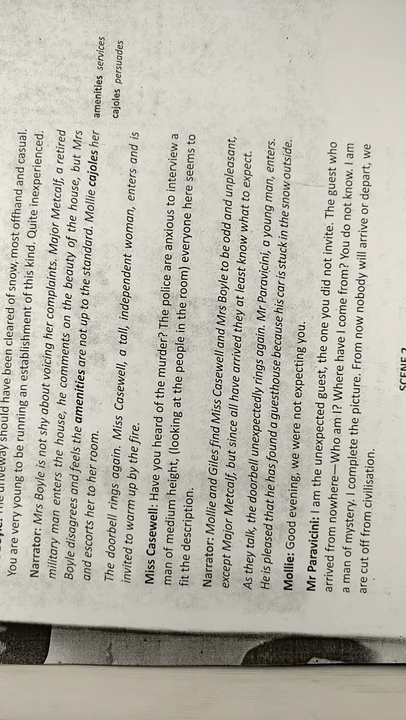 The driveway should have been cleared of snow, most offhand and casual.
You are very young to be running an establishment of this kind. Quite inexperienced.
Narrator: Mrs Boyle is not shy about voicing her complaints. Major Metcalf, a retired
military man enters the house, he comments on the beauty of the house, but Mrs
Boyle disagrees and feels the amenities are not up to the standard. Mollie cajoles her
and escorts her to her room.
amenities services
cajoles persuades
The doorbell rings again. Miss Casewell, a tall, independent woman, enters and is
invited to warm up by the fire.
Miss Casewell: Have you heard of the murder? The police are anxious to interview a
man of medium height, (looking at the people in the room) everyone here seems to
fit the description.
Narrator: Mollie and Giles find Miss Casewell and Mrs Boyle to be odd and unpleasant,
except Major Metcalf, but since all have arrived they at least know what to expect.
As they talk, the doorbell unexpectedly rings again. Mr Paravicini, a young man, enters.
He is pleased that he has found a guesthouse because his car is stuck in the snow outside.
Mollie: Good evening, we were not expecting you.
Mr Paravicini: I am the unexpected guest, the one you did not invite. The guest who
arrived from nowhere—Who am I? Where have I come from? You do not know. I am
a man of mystery. I complete the picture. From now nobody will arrive or depart, we
are cut off from civilisation.
SCENE 2